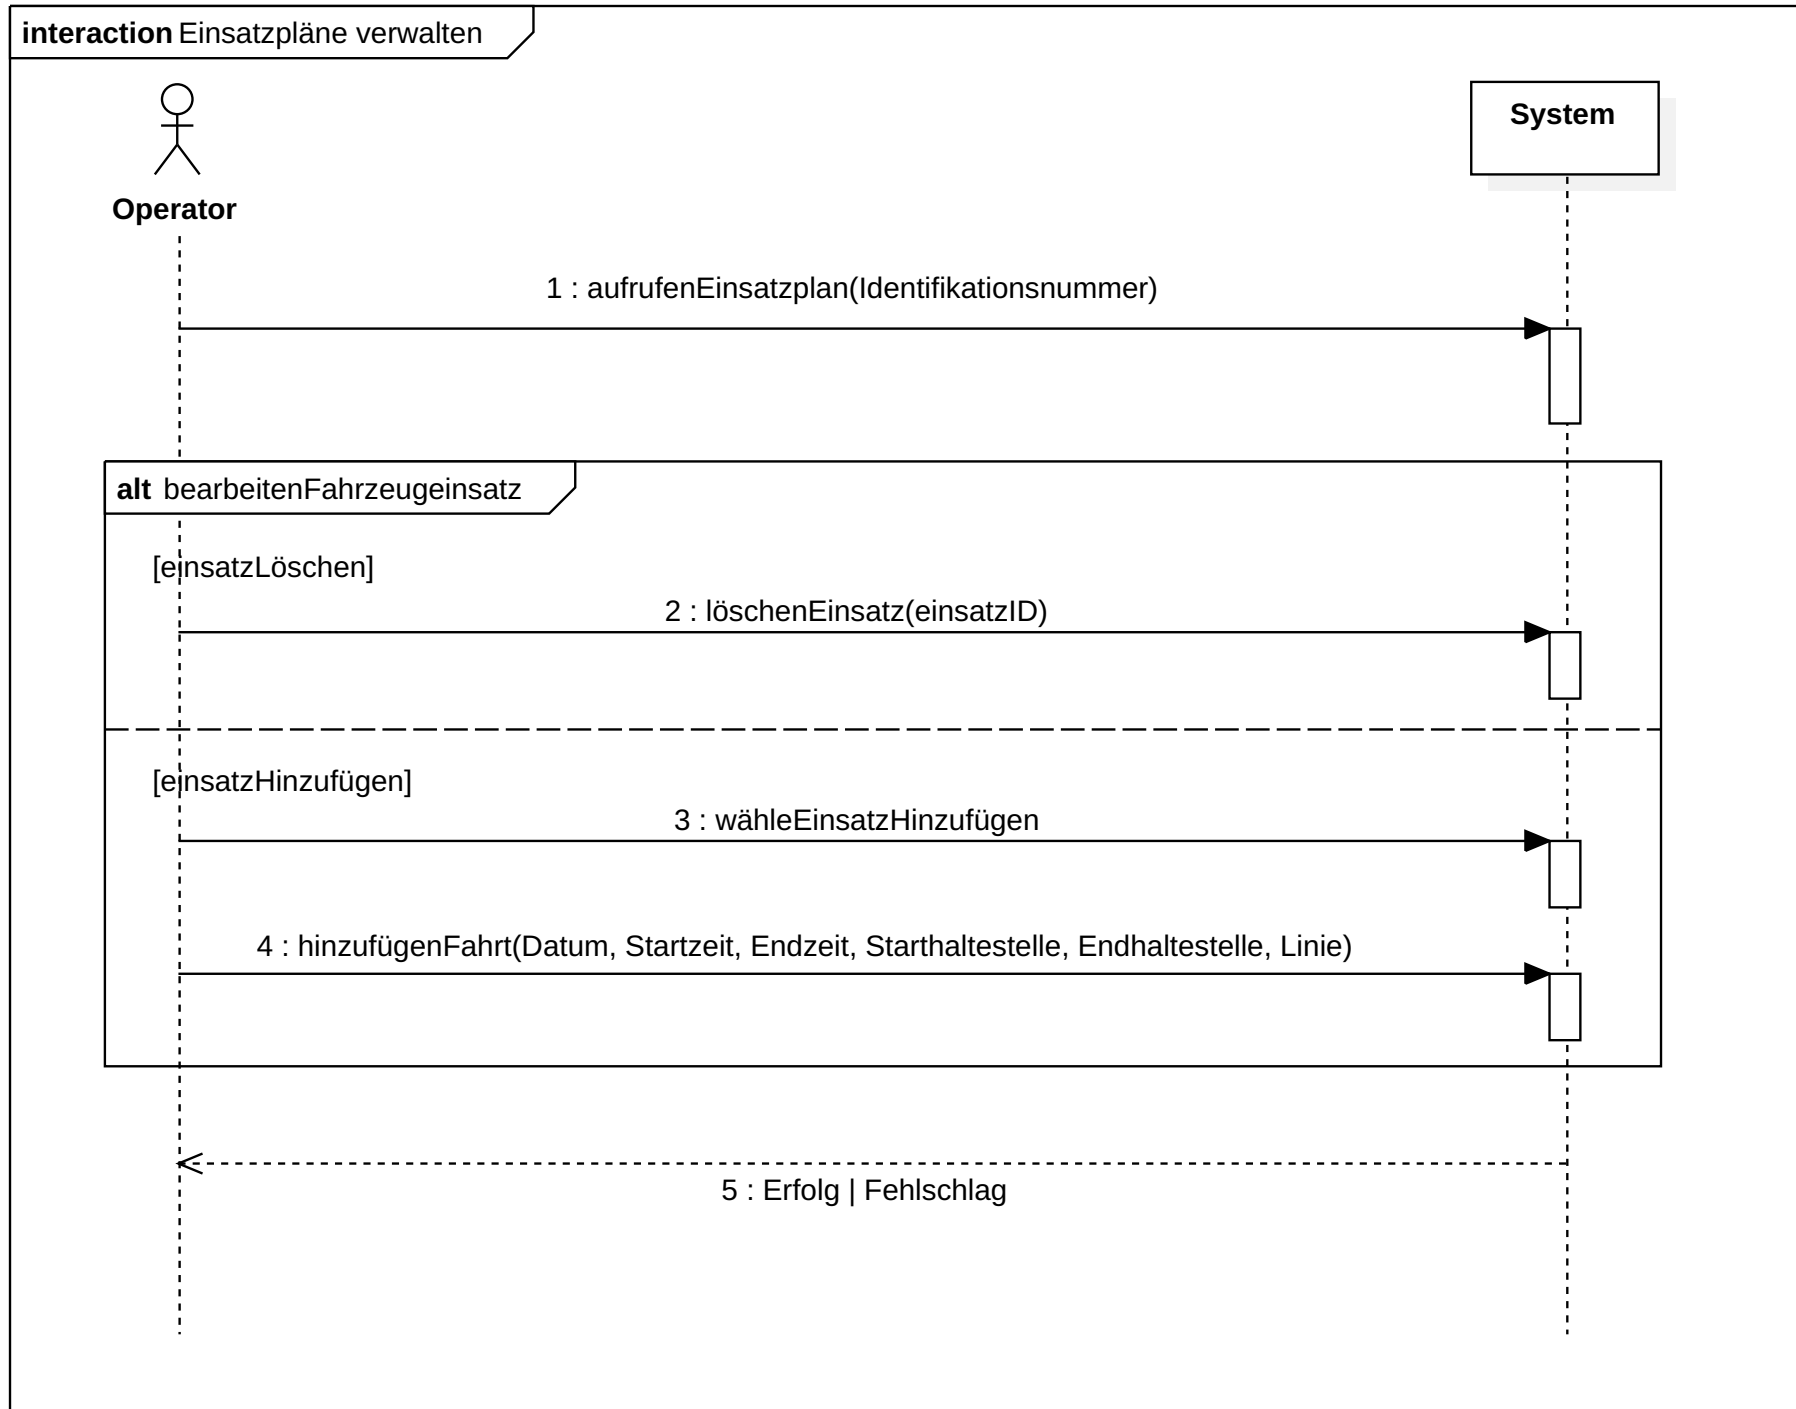 interaction Einsatzpläne verwalten
System
Operator
1 : aufrufenEinsatzplan(Identifikationsnummer)
alt bearbeitenFahrzeugeinsatz
[einsatzLöschen]
2 : löschenEinsatz(einsatzID)
[einsatzHinzufügen]
3 : wähleEinsatzHinzufügen
4 : hinzufügenFahrt(Datum, Startzeit, Endzeit, Starthaltestelle, Endhaltestelle, Linie)
5 : Erfolg | Fehlschlag